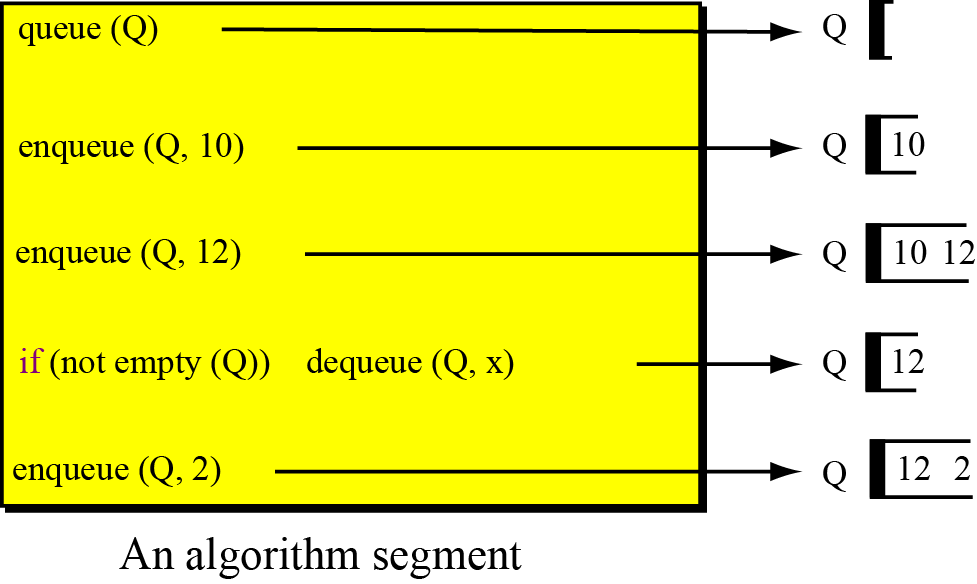 queue (Q) Q
enqueue (Q, 10) Q 10
enqueue (Q, 12) Q 10 12
if (not empty (Q)) dequeue (Q, x) Q 12
enqueue (Q, 2) Q 12 2
An algorithm segment